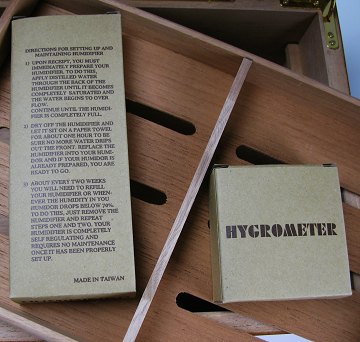 DIRECTIONS FOR SETTING UP AND
MAINTAINING HUMIDIFIER
1) UPON RECEIPT, YOU MUST
IMMEDIATELY PREPARE YOUR
HUMIDIFIER. TO DO THIS,
APPLY DISTILLED WATER
THROUGH THE BACK OF THE
HUMIDIFIER UNTIL IT BECOMES
COMPLETELY SATURATED AND
THE WATER BEGINS TO OVER
FLOW.
CONTINUE UNTIL THE HUMIDI-
FIER IS COMPLETELY FULL.
2) DRY OFF THE HUMIDIFIER AND
LET IT SIT ON A PAPER TOWEL
FOR ABOUT ONE HOUR TO BE
SURE NO MORE WATER DRIPS
OUT THE FRONT. REPLACE THE
HUMIDIFIER INTO YOUR HUMI-
DOR AND IF YOUR HUMIDOR IS
ALREADY PREPARED, YOU ARE
READY TO GO.
3) ABOUT EVERY TWO WEEKS
YOU WILL NEED TO REFILL
YOUR HUMIDIFIER OR WHEN-
EVER THE HUMIDITY IN YOU
HUMIDOR DROPS BELOW 70%.
TO DO THIS, JUST REMOVE THE
HUMIDIFIER AND REPEAT
STEPS ONE AND TWO, YOUR
HUMIDIFIER IS COMPLETELY
SELF REGULATING AND
REQUIRES NO MAINTENANCE
ONCE IT HAS BEEN PROPERLY
SET UP.
MADE IN TAIWAN
HYGROMETER